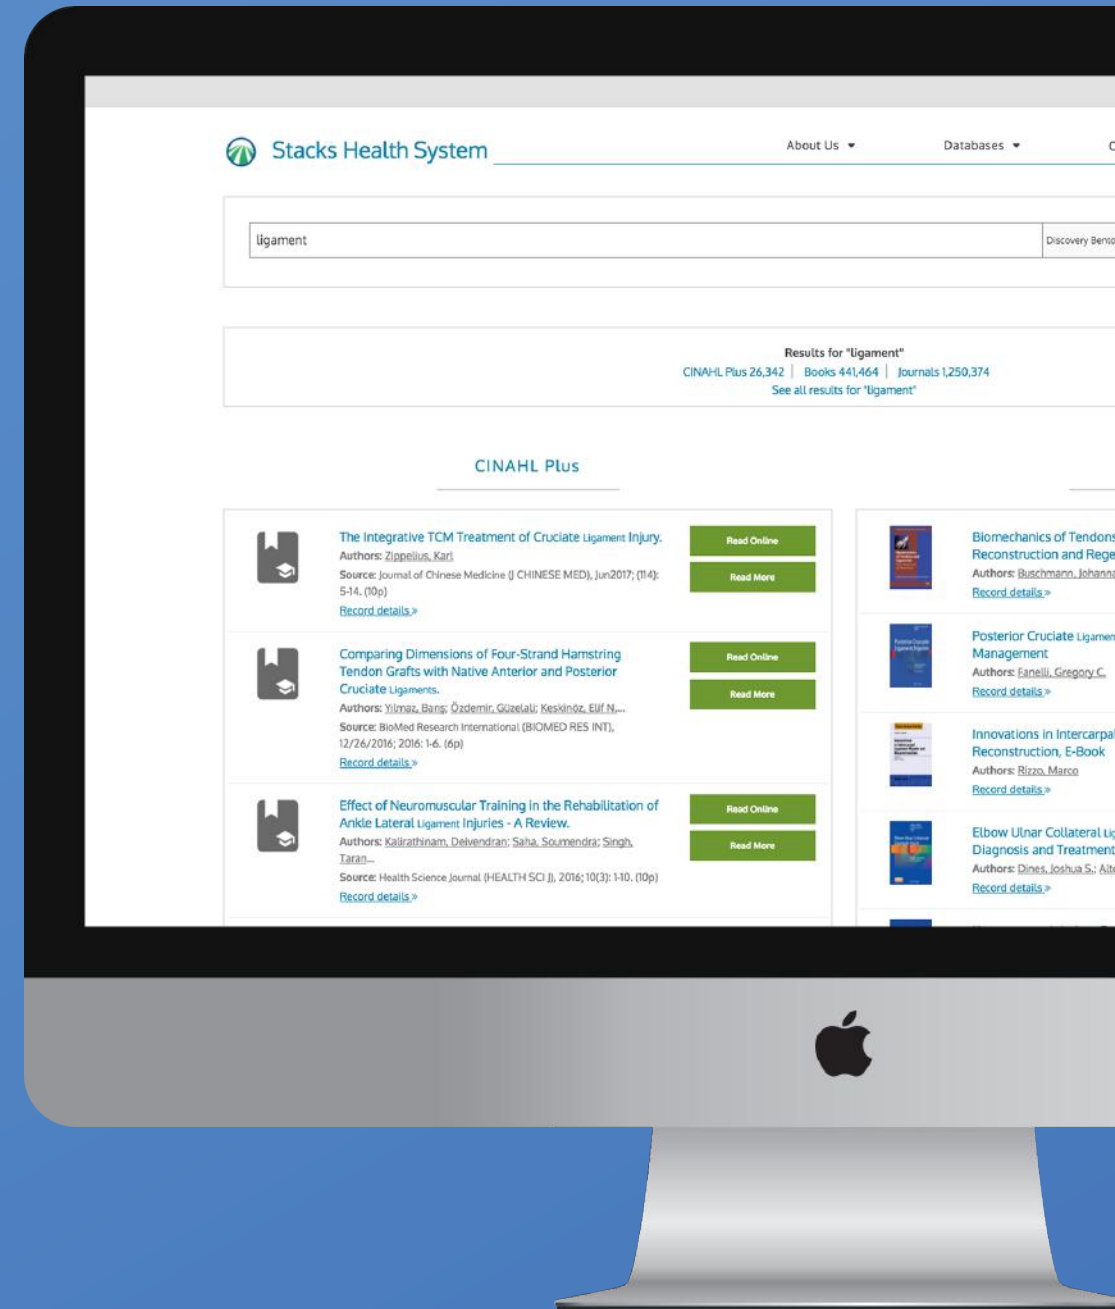 Stacks Health System
About Us
Databases
ligament
Discovery Bento
Results for "ligament"
CINAHL Plus 26,342 | Books 441,464 | Journals 1,250,374
See all results for "ligament"
CINAHL Plus
The Integrative TCM Treatment of Cruciate Ligament Injury.
Authors: Zippelius, Karl
Source: Journal of Chinese Medicine (J CHINESE MED), Jun2017; (114):
5-14. (10p)
Record details »
Read Online
Read More
Comparing Dimensions of Four-Strand Hamstring
Tendon Grafts with Native Anterior and Posterior
Cruciate Ligaments.
Authors: Yılmaz, Barış; Özdemir, Güzelali; Keskinöz, Elif N....
Source: BioMed Research International (BIOMED RES INT),
12/26/2016; 2016: 1-6. (6p)
Record details »
Read Online
Read More
Effect of Neuromuscular Training in the Rehabilitation of
Ankle Lateral Ligament Injuries - A Review.
Authors: Kalirathinam, Deivendran; Saha, Soumendra; Singh,
Taran...
Source: Health Science Journal (HEALTH SCI J), 2016; 10(3): 1-10. (10p)
Record details »
Read Online
Read More
Biomechanics of Tendons
Reconstruction and Rege
Authors: Buschmann, Johanna
Record details »
Posterior Cruciate Ligamen
Management
Authors: Fanelli, Gregory C.
Record details »
Innovations in Intercarpal
Reconstruction, E-Book
Authors: Rizzo, Marco
Record details »
Elbow Ulnar Collateral Lig
Diagnosis and Treatment
Authors: Dines, Joshua S.; Alt
Record details »